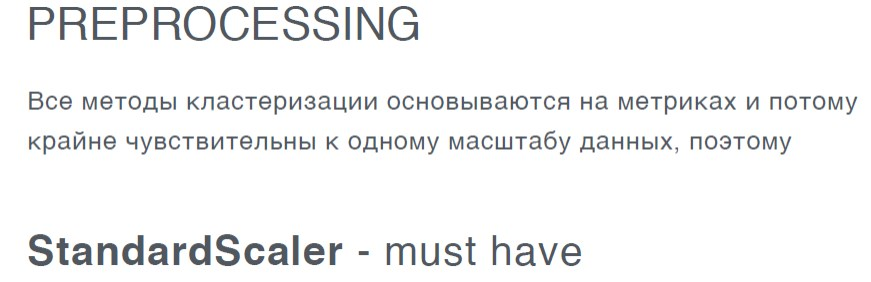 PREPROCESSING
Все методы кластеризации основываются на метриках и потому
крайне чувствительны к одному масштабу данных, поэтому
StandardScaler - must have